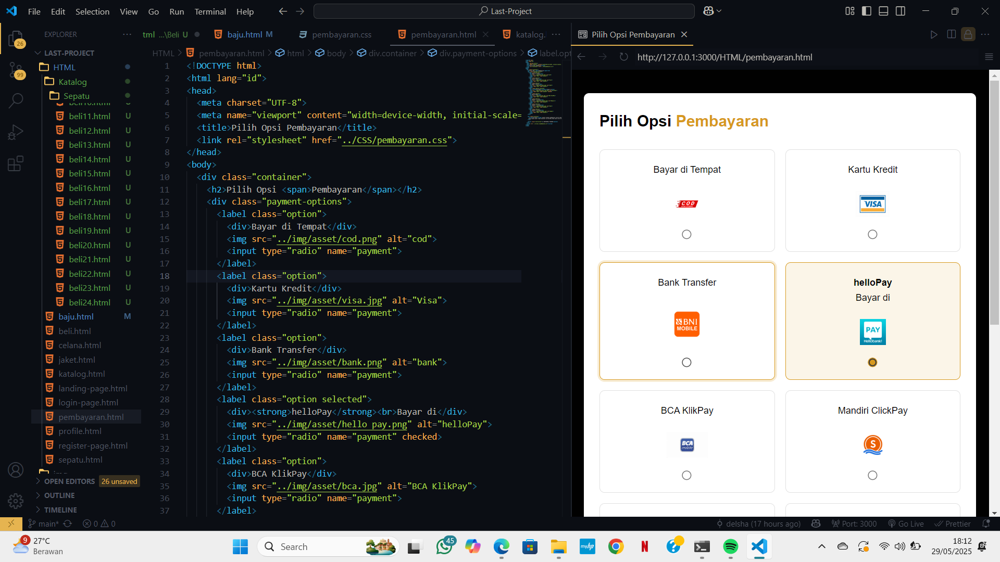 File Edit Selection View Go Run Terminal Help
Last-Project
EXPLORER
LAST-PROJECT
HTML
Katalog
Sepatu
beli11.html U
beli12.html U
beli13.html U
beli14.html U
beli15.html U
beli16.html U
beli17.html U
beli18.html U
beli19.html U
beli20.html U
beli21.html U
beli22.html U
beli23.html U
beli24.html U
baju.html M
beli.html
celana.html
jaket.html
katalog.html
landing-page.html
login-page.html
pembayaran.html
profile.html
register-page.html
sepatu.html
OPEN EDITORS 26 unsaved
OUTLINE
TIMELINE
26
99
tml ...\Beli U
baju.html M
pembayaran.css
pembayaran.html
katalog.
HTML > pembayaran.html > html > body > div.container > div.payment-options > label.opt
1 <!DOCTYPE html>
2 <html lang="id">
3 <head>
4 <meta charset="UTF-8">
5 <meta name="viewport" content="width=device-width, initial-scale=
6 <title>Pilih Opsi Pembayaran</title>
7 <link rel="stylesheet" href="../CSS/pembayaran.css">
8 </head>
9 <body>
10 <div class="container">
11 <h2>Pilih Opsi <span>Pembayaran</span></h2>
12 <div class="payment-options">
13 <label class="option">
14 <div>Bayar di Tempat</div>
15 <img src="../img/asset/cod.png" alt="cod">
16 <input type="radio" name="payment">
17 </label>
18 <label class="option">
19 <div>Kartu Kredit</div>
20 <img src="../img/asset/visa.jpg" alt="Visa">
21 <input type="radio" name="payment">
22 </label>
23 <label class="option">
24 <div>Bank Transfer</div>
25 <img src="../img/asset/bank.png" alt="bank">
26 <input type="radio" name="payment">
27 </label>
28 <label class="option selected">
29 <div><strong>helloPay</strong><br>Bayar di</div>
30 <img src="../img/asset/hello pay.png" alt="helloPay">
31 <input type="radio" name="payment" checked>
32 </label>
33 <label class="option">
34 <div>BCA KlikPay</div>
35 <img src="../img/asset/bca.jpg" alt="BCA KlikPay">
36 <input type="radio" name="payment">
37 </label>
Pilih Opsi Pembayaran
http://127.0.0.1:3000/HTML/pembayaran.html
Pilih Opsi Pembayaran
Bayar di Tempat
COD
Kartu Kredit
VISA
Bank Transfer
BNI
MOBILE
helloPay
Bayar di
PAY
Hellobank!
BCA KlikPay
BCA
mobile
Mandiri ClickPay
S
main* 0 0
delsha (17 hours ago) Port: 3000 Go Live Prettier
9
27°C
Berawan
Search
45
myhp
N
18:12
29/05/2025